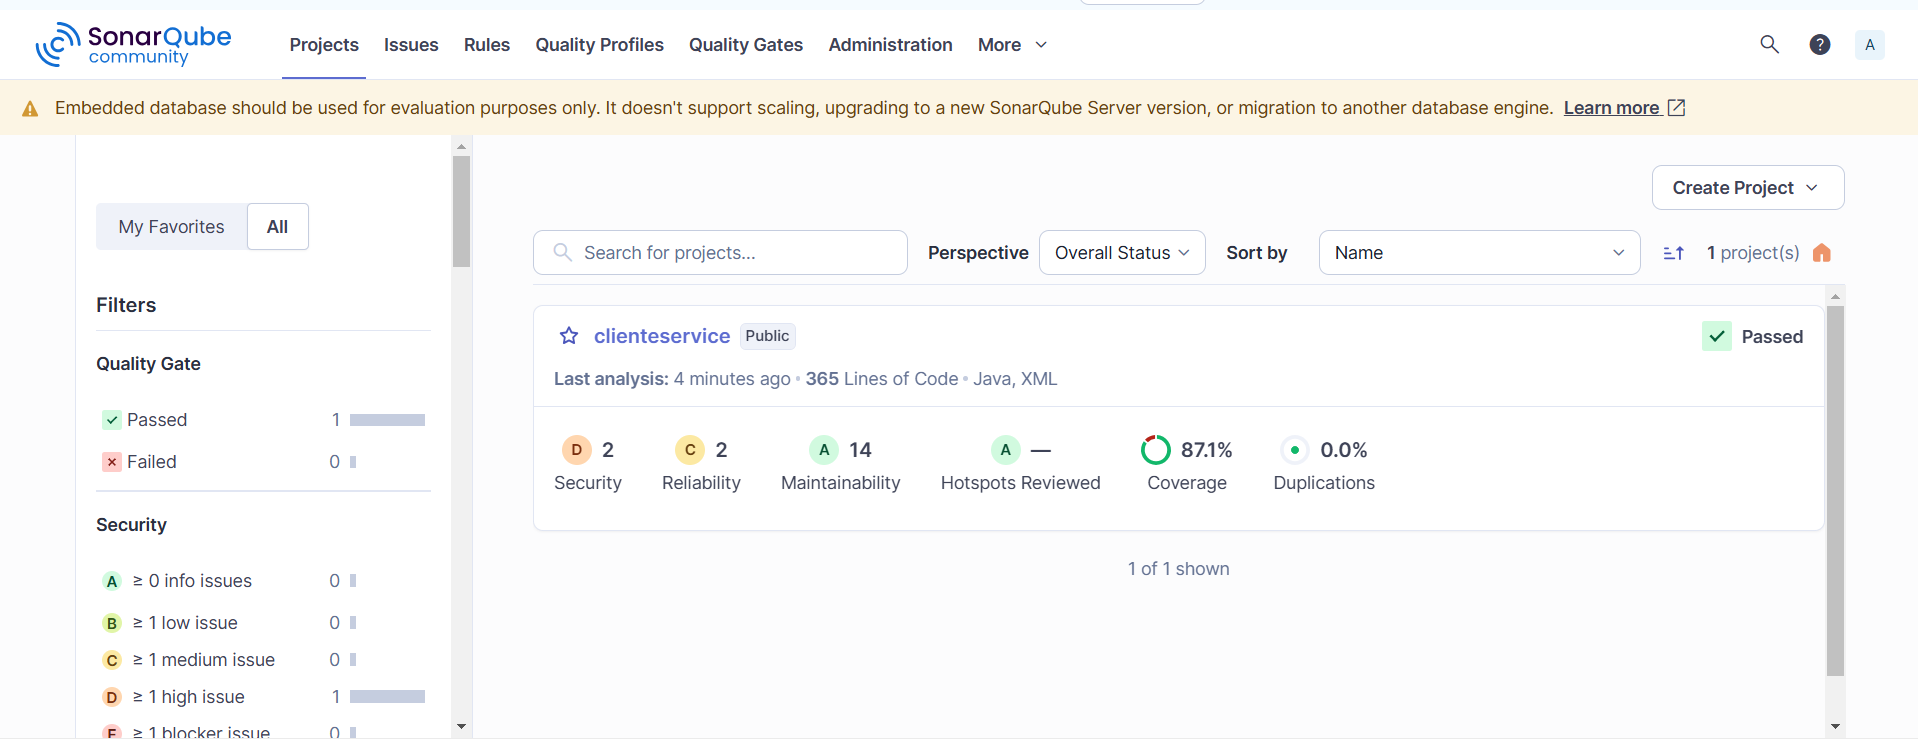 SonarQube
community
Projects Issues Rules Quality Profiles Quality Gates Administration More
? A
Embedded database should be used for evaluation purposes only. It doesn't support scaling, upgrading to a new SonarQube Server version, or migration to another database engine. Learn more
My Favorites All
Filters
Quality Gate
Passed 1
Failed 0
Security
A ≥ 0 info issues 0
B ≥ 1 low issue 0
C ≥ 1 medium issue 0
D ≥ 1 high issue 1
E ≥ 1 blocker issue 0
Create Project
Search for projects... Perspective Overall Status Sort by Name 1 project(s)
clienteservice Public Passed
Last analysis: 4 minutes ago • 365 Lines of Code • Java, XML
D 2 C 2 A 14 A — 87.1% 0.0%
Security Reliability Maintainability Hotspots Reviewed Coverage Duplications
1 of 1 shown